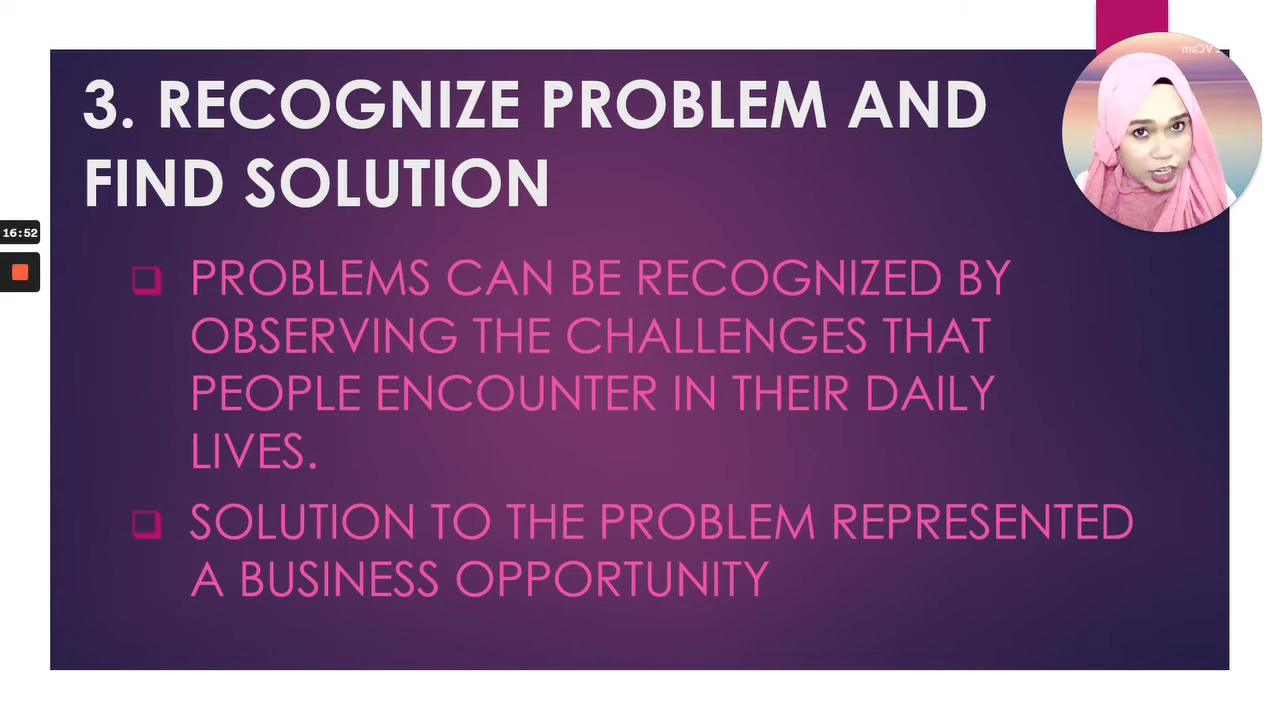 3. RECOGNIZE PROBLEM AND
FIND SOLUTION
16:52
PROBLEMS CAN BE RECOGNIZED BY
OBSERVING THE CHALLENGES THAT
PEOPLE ENCOUNTER IN THEIR DAILY
LIVES.
SOLUTION TO THE PROBLEM REPRESENTED
A BUSINESS OPPORTUNITY